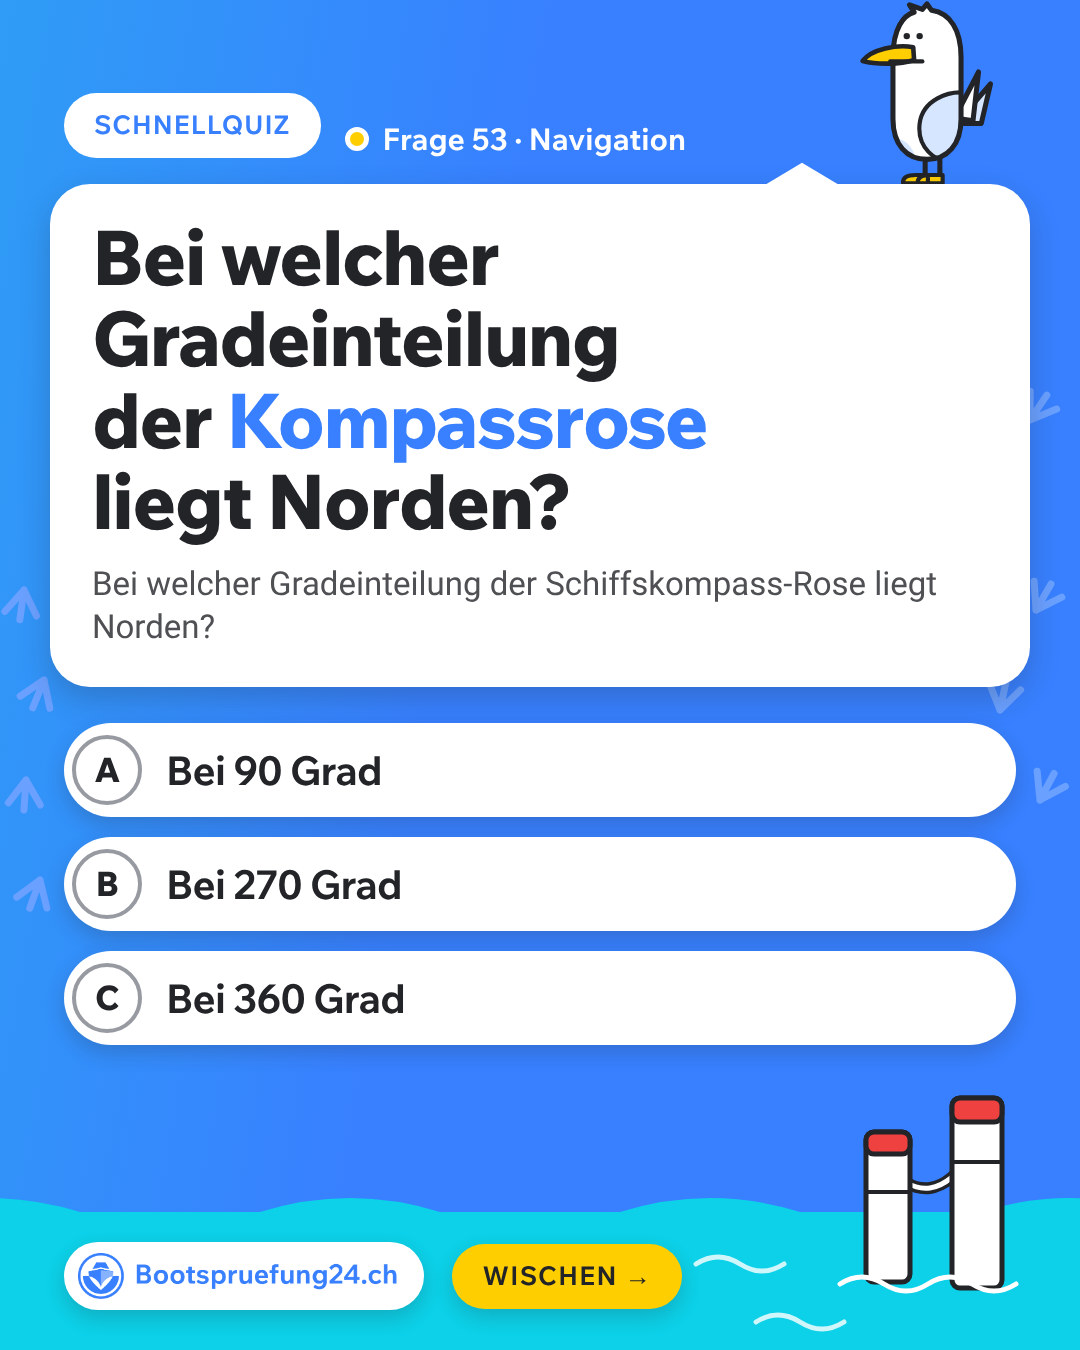 SCHNELLQUIZ
Frage 53 · Navigation
Bei welcher
Gradeinteilung
der Kompassrose
liegt Norden?
Bei welcher Gradeinteilung der Schiffskompass-Rose liegt
Norden?
A Bei 90 Grad
B Bei 270 Grad
C Bei 360 Grad
Bootspruefung24.ch
WISCHEN →